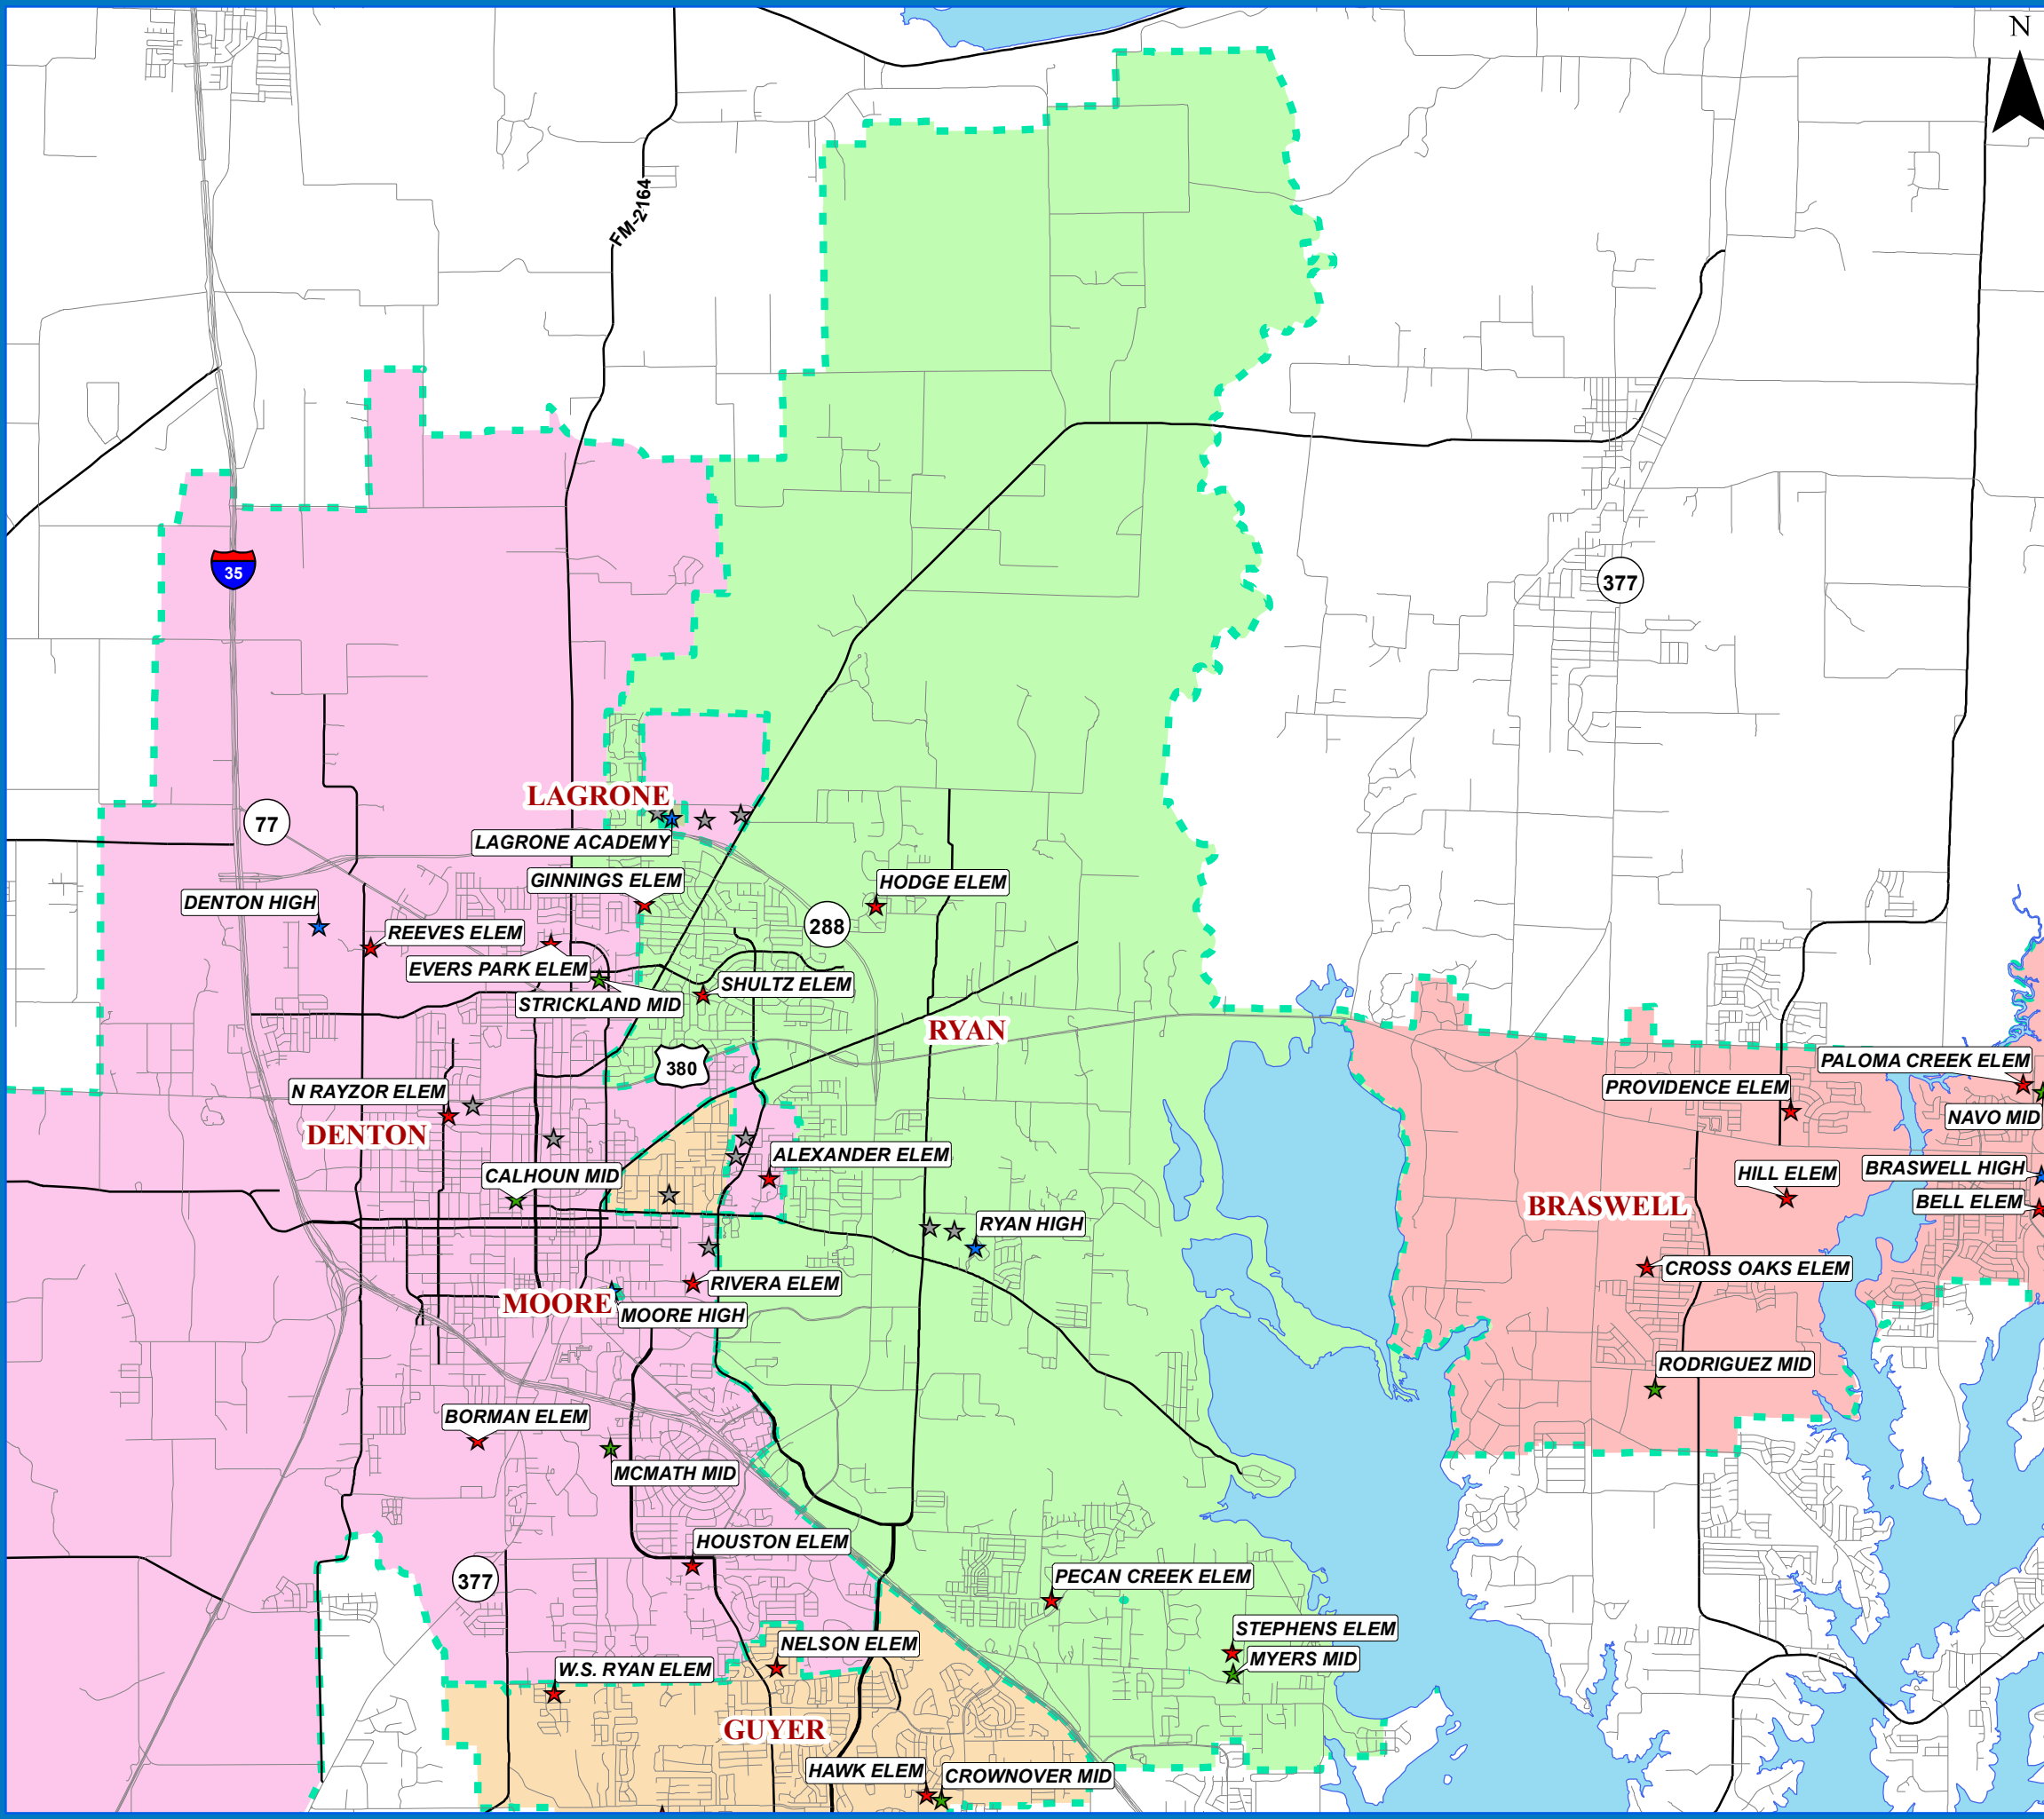 N
FM-2164
35
377
LAGRONE
77
LAGRONE ACADEMY
GINNINGS ELEM
HODGE ELEM
DENTON HIGH
288
REEVES ELEM
EVERS PARK ELEM
SHULTZ ELEM
STRICKLAND MID
RYAN
380
PALOMA CREEK ELEM
PROVIDENCE ELEM
N RAYZOR ELEM
NAVO MID
DENTON
ALEXANDER ELEM
CALHOUN MID
BRASWELL HIGH
HILL ELEM
BELL ELEM
BRASWELL
RYAN HIGH
CROSS OAKS ELEM
RIVERA ELEM
MOORE
MOORE HIGH
RODRIGUEZ MID
BORMAN ELEM
MCMATH MID
HOUSTON ELEM
377
PECAN CREEK ELEM
STEPHENS ELEM
NELSON ELEM
MYERS MID
W.S. RYAN ELEM
GUYER
HAWK ELEM
CROWNOVER MID